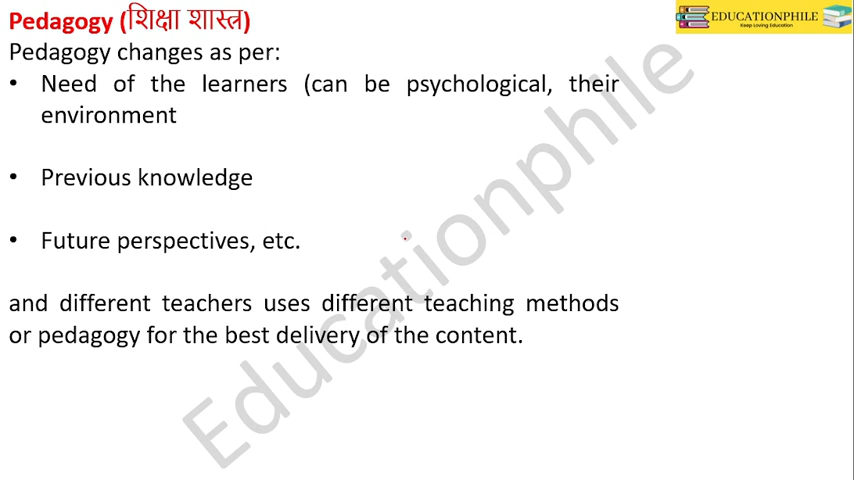 Pedagogy (शिक्षा शास्त्र)
Pedagogy changes as per:
• Need of the learners (can be psychological, their
environment
• Previous knowledge
• Future perspectives, etc.
and different teachers uses different teaching methods
or pedagogy for the best delivery of the content.
EDUCATIONPHILE
Keep Loving Education
Educationphile